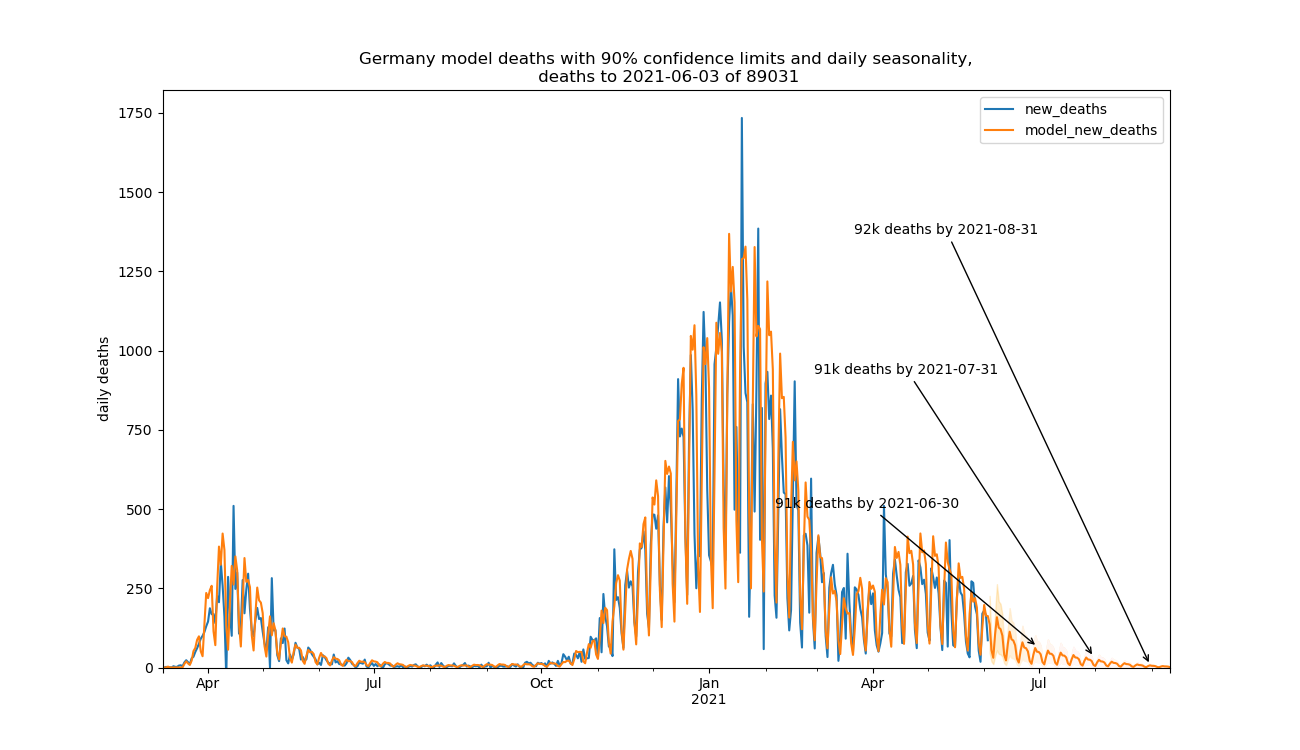 Germany model deaths with 90% confidence limits and daily seasonality,
deaths to 2021-06-03 of 89031
new_deaths
model_new_deaths
daily deaths
1750
1500
1250
1000
750
500
250
0
92k deaths by 2021-08-31
91k deaths by 2021-07-31
91k deaths by 2021-06-30
Apr
Jul
Oct
Jan
2021
Apr
Jul